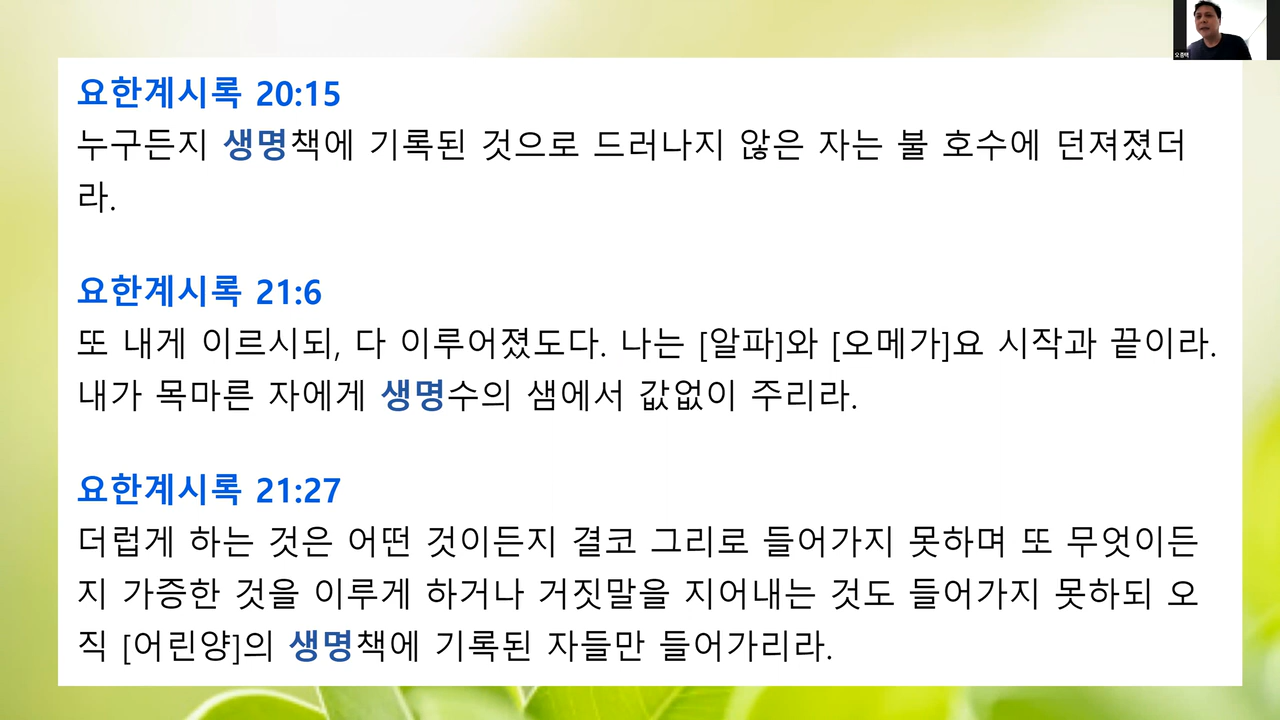 요한계시록 20:15
누구든지 생명책에 기록된 것으로 드러나지 않은 자는 불 호수에 던져졌더
라.
요한계시록 21:6
또 내게 이르시되, 다 이루어졌도다. 나는 [알파]와 [오메가]요 시작과 끝이라.
내가 목마른 자에게 생명수의 샘에서 값없이 주리라.
요한계시록 21:27
더럽게 하는 것은 어떤 것이든지 결코 그리로 들어가지 못하며 또 무엇이든
지 가증한 것을 이루게 하거나 거짓말을 지어내는 것도 들어가지 못하되 오
직 [어린양]의 생명책에 기록된 자들만 들어가리라.